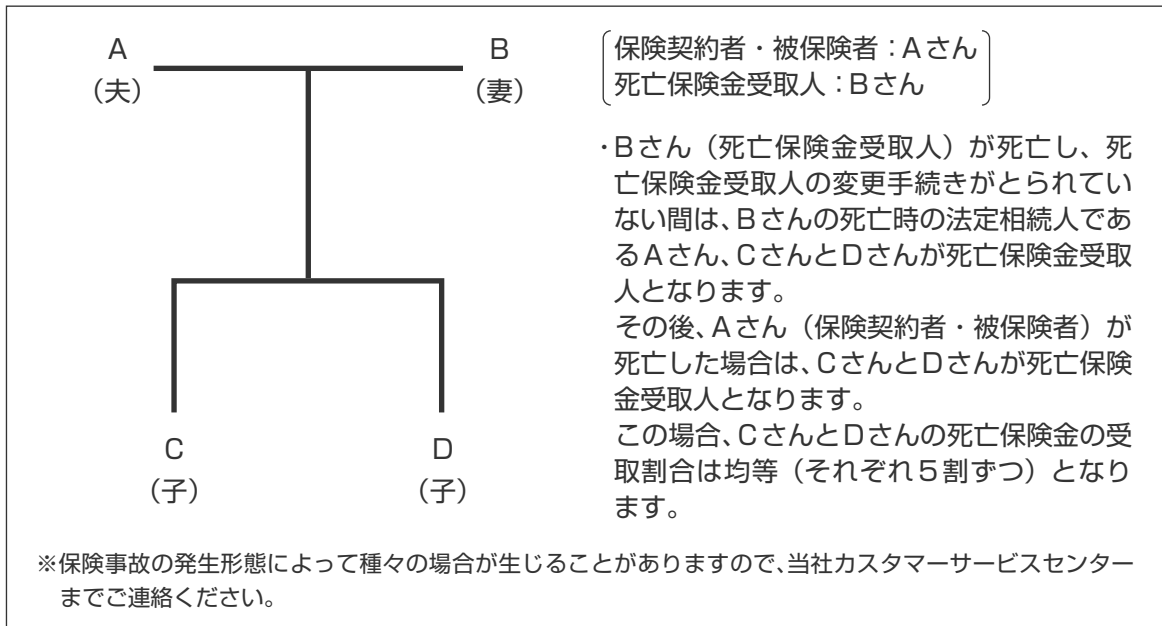 A
(夫)
B
(妻)
C
(子)
D
(子)
保険契約者・被保険者：Aさん
死亡保険金受取人：Bさん
・Bさん（死亡保険金受取人）が死亡し、死
亡保険金受取人の変更手続きがとられてい
ない間は、Bさんの死亡時の法定相続人であ
るAさん、CさんとDさんが死亡保険金受取
人となります。
その後、Aさん（保険契約者・被保険者）が
死亡した場合は、CさんとDさんが死亡保険
金受取人となります。
この場合、CさんとDさんの死亡保険金の受
取割合は均等（それぞれ5割ずつ）となり
ます。
※保険事故の発生形態によって種々の場合が生じることがありますので、当社カスタマーサービスセンター
までご連絡ください。